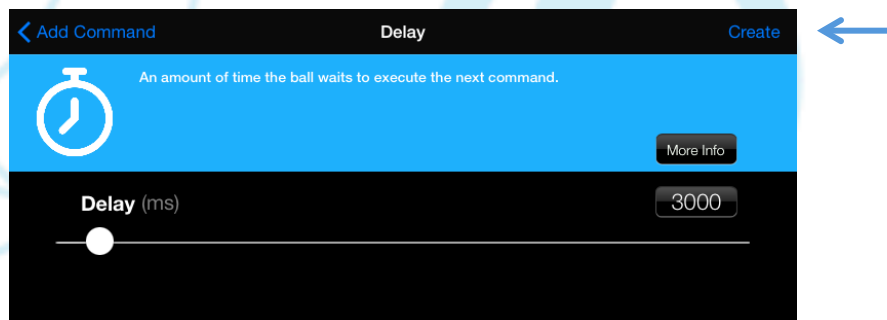 Add Command Delay Create
An amount of time the ball waits to execute the next command.
More Info
Delay (ms) 3000